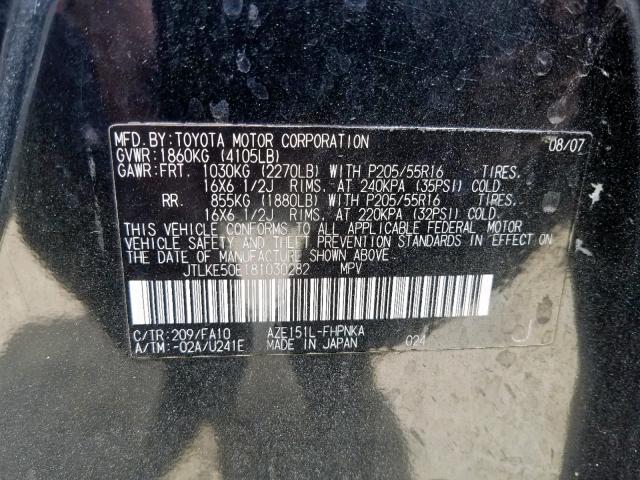 MFD.BY:TOYOTA MOTOR CORPORATION 08/07
GVWR:1860KG (4105LB)
GAWR:FRT. 1030KG (2270LB) WITH P205/55R16 TIRES.
16X6 1/2J RIMS. AT 240KPA (35PSI) COLD.
RR. 855KG (1880LB) WITH P205/55R16 TIRES.
16X6 1/2J RIMS. AT 220KPA (32PSI) COLD.
THIS VEHICLE CONFORMS TO ALL APPLICABLE FEDERAL MOTOR
VEHICLE SAFETY AND THEFT PREVENTION STANDARDS IN EFFECT ON
THE DATE OF MANUFACTURE SHOWN ABOVE.
JTLKE50E181030282 MPV
C/TR:209/FA10 AZE151L-FHPNKA
A/TM:-02A/U241E MADE IN JAPAN 024 J